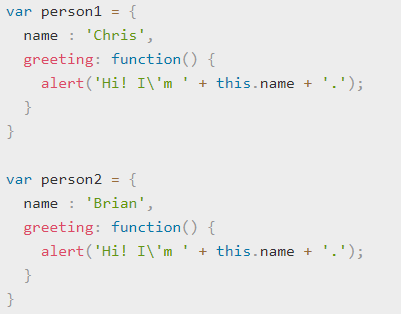 var person1 = {
  name : 'Chris',
  greeting: function() {
    alert('Hi! I\'m ' + this.name + '.');
  }
}

var person2 = {
  name : 'Brian',
  greeting: function() {
    alert('Hi! I\'m ' + this.name + '.');
  }
}